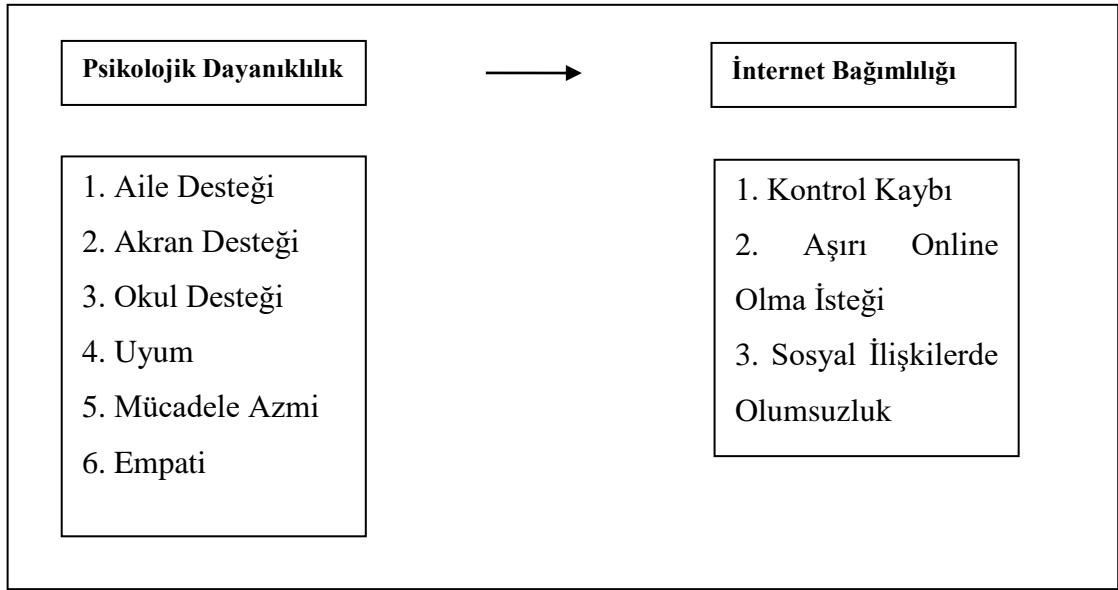 Psikolojik Dayanıklılık
İnternet Bağımlılığı
1. Aile Desteği
2. Akran Desteği
3. Okul Desteği
4. Uyum
5. Mücadele Azmi
6. Empati
1. Kontrol Kaybı
2. Aşırı Online
Olma İsteği
3. Sosyal İlişkilerde
Olumsuzluk